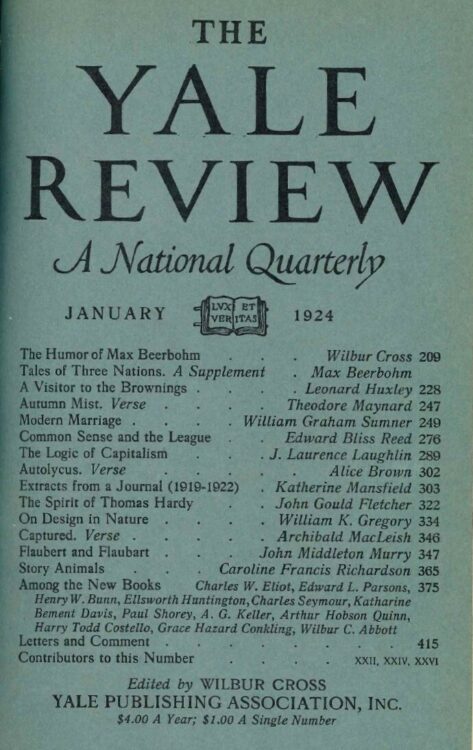 THE
YALE
REVIEW
A National Quarterly
JANUARY LVX ET VERITAS 1924
The Humor of Max Beerbohm . . . Wilbur Cross 209
Tales of Three Nations. A Supplement . Max Beerbohm
A Visitor to the Brownings . . . . Leonard Huxley 228
Autumn Mist. Verse . . . . Theodore Maynard 247
Modern Marriage . . . . William Graham Sumner 249
Common Sense and the League . Edward Bliss Reed 276
The Logic of Capitalism . . . J. Laurence Laughlin 289
Autolycus. Verse . . . . . Alice Brown 302
Extracts from a Journal (1919-1922) . Katherine Mansfield 303
The Spirit of Thomas Hardy . . John Gould Fletcher 322
On Design in Nature . . . . William K. Gregory 334
Captured. Verse . . . . . Archibald MacLeish 346
Flaubert and Flaubart . . . John Middleton Murry 347
Story Animals . . . Caroline Francis Richardson 365
Among the New Books Charles W. Eliot, Edward L. Parsons, 375
Henry W. Bunn, Ellsworth Huntington, Charles Seymour, Katharine
Bement Davis, Paul Shorey, A. G. Keller, Arthur Hobson Quinn,
Harry Todd Costello, Grace Hazard Conkling, Wilbur C. Abbott
Letters and Comment . . . . . . . . 415
Contributors to this Number . . . . XXII, XXIV, XXVI
Edited by WILBUR CROSS
YALE PUBLISHING ASSOCIATION, INC.
$4.00 A Year; $1.00 A Single Number